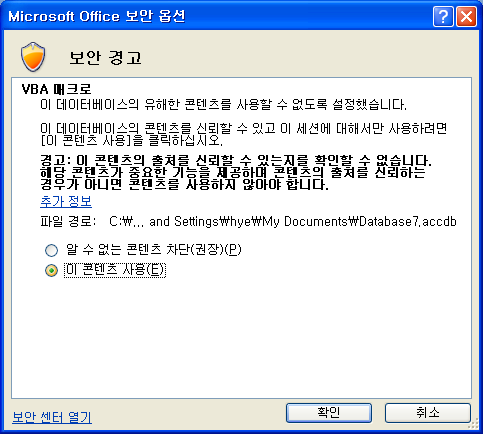 Microsoft Office 보안 옵션
보안 경고
VBA 매크로
이 데이터베이스의 유해한 콘텐츠를 사용할 수 없도록 설정했습니다.
이 데이터베이스의 콘텐츠를 신뢰할 수 있고 이 세션에 대해서만 사용하려면
[이 콘텐츠 사용]을 클릭하십시오.
경고: 이 콘텐츠의 출처를 신뢰할 수 있는지를 확인할 수 없습니다.
해당 콘텐츠가 중요한 기능을 제공하며 콘텐츠의 출처를 신뢰하는
경우가 아니면 콘텐츠를 사용하지 않아야 합니다.
추가 정보
파일 경로: C:₩... and Settings₩hye₩My Documents₩Database7.accdb
알 수 없는 콘텐츠 차단(권장)(P)
이 콘텐츠 사용(E)
보안 센터 열기
확인
취소